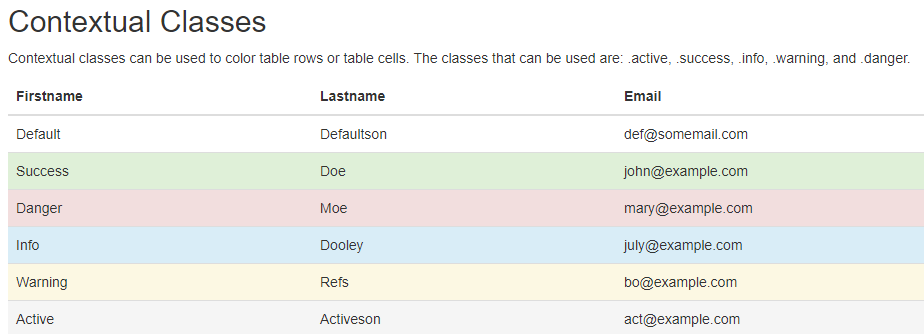 Contextual Classes
Contextual classes can be used to color table rows or table cells. The classes that can be used are: .active, .success, .info, .warning, and .danger.
Firstname Lastname Email
Default Defaultson def@somemail.com
Success Doe john@example.com
Danger Moe mary@example.com
Info Dooley july@example.com
Warning Refs bo@example.com
Active Activeson act@example.com